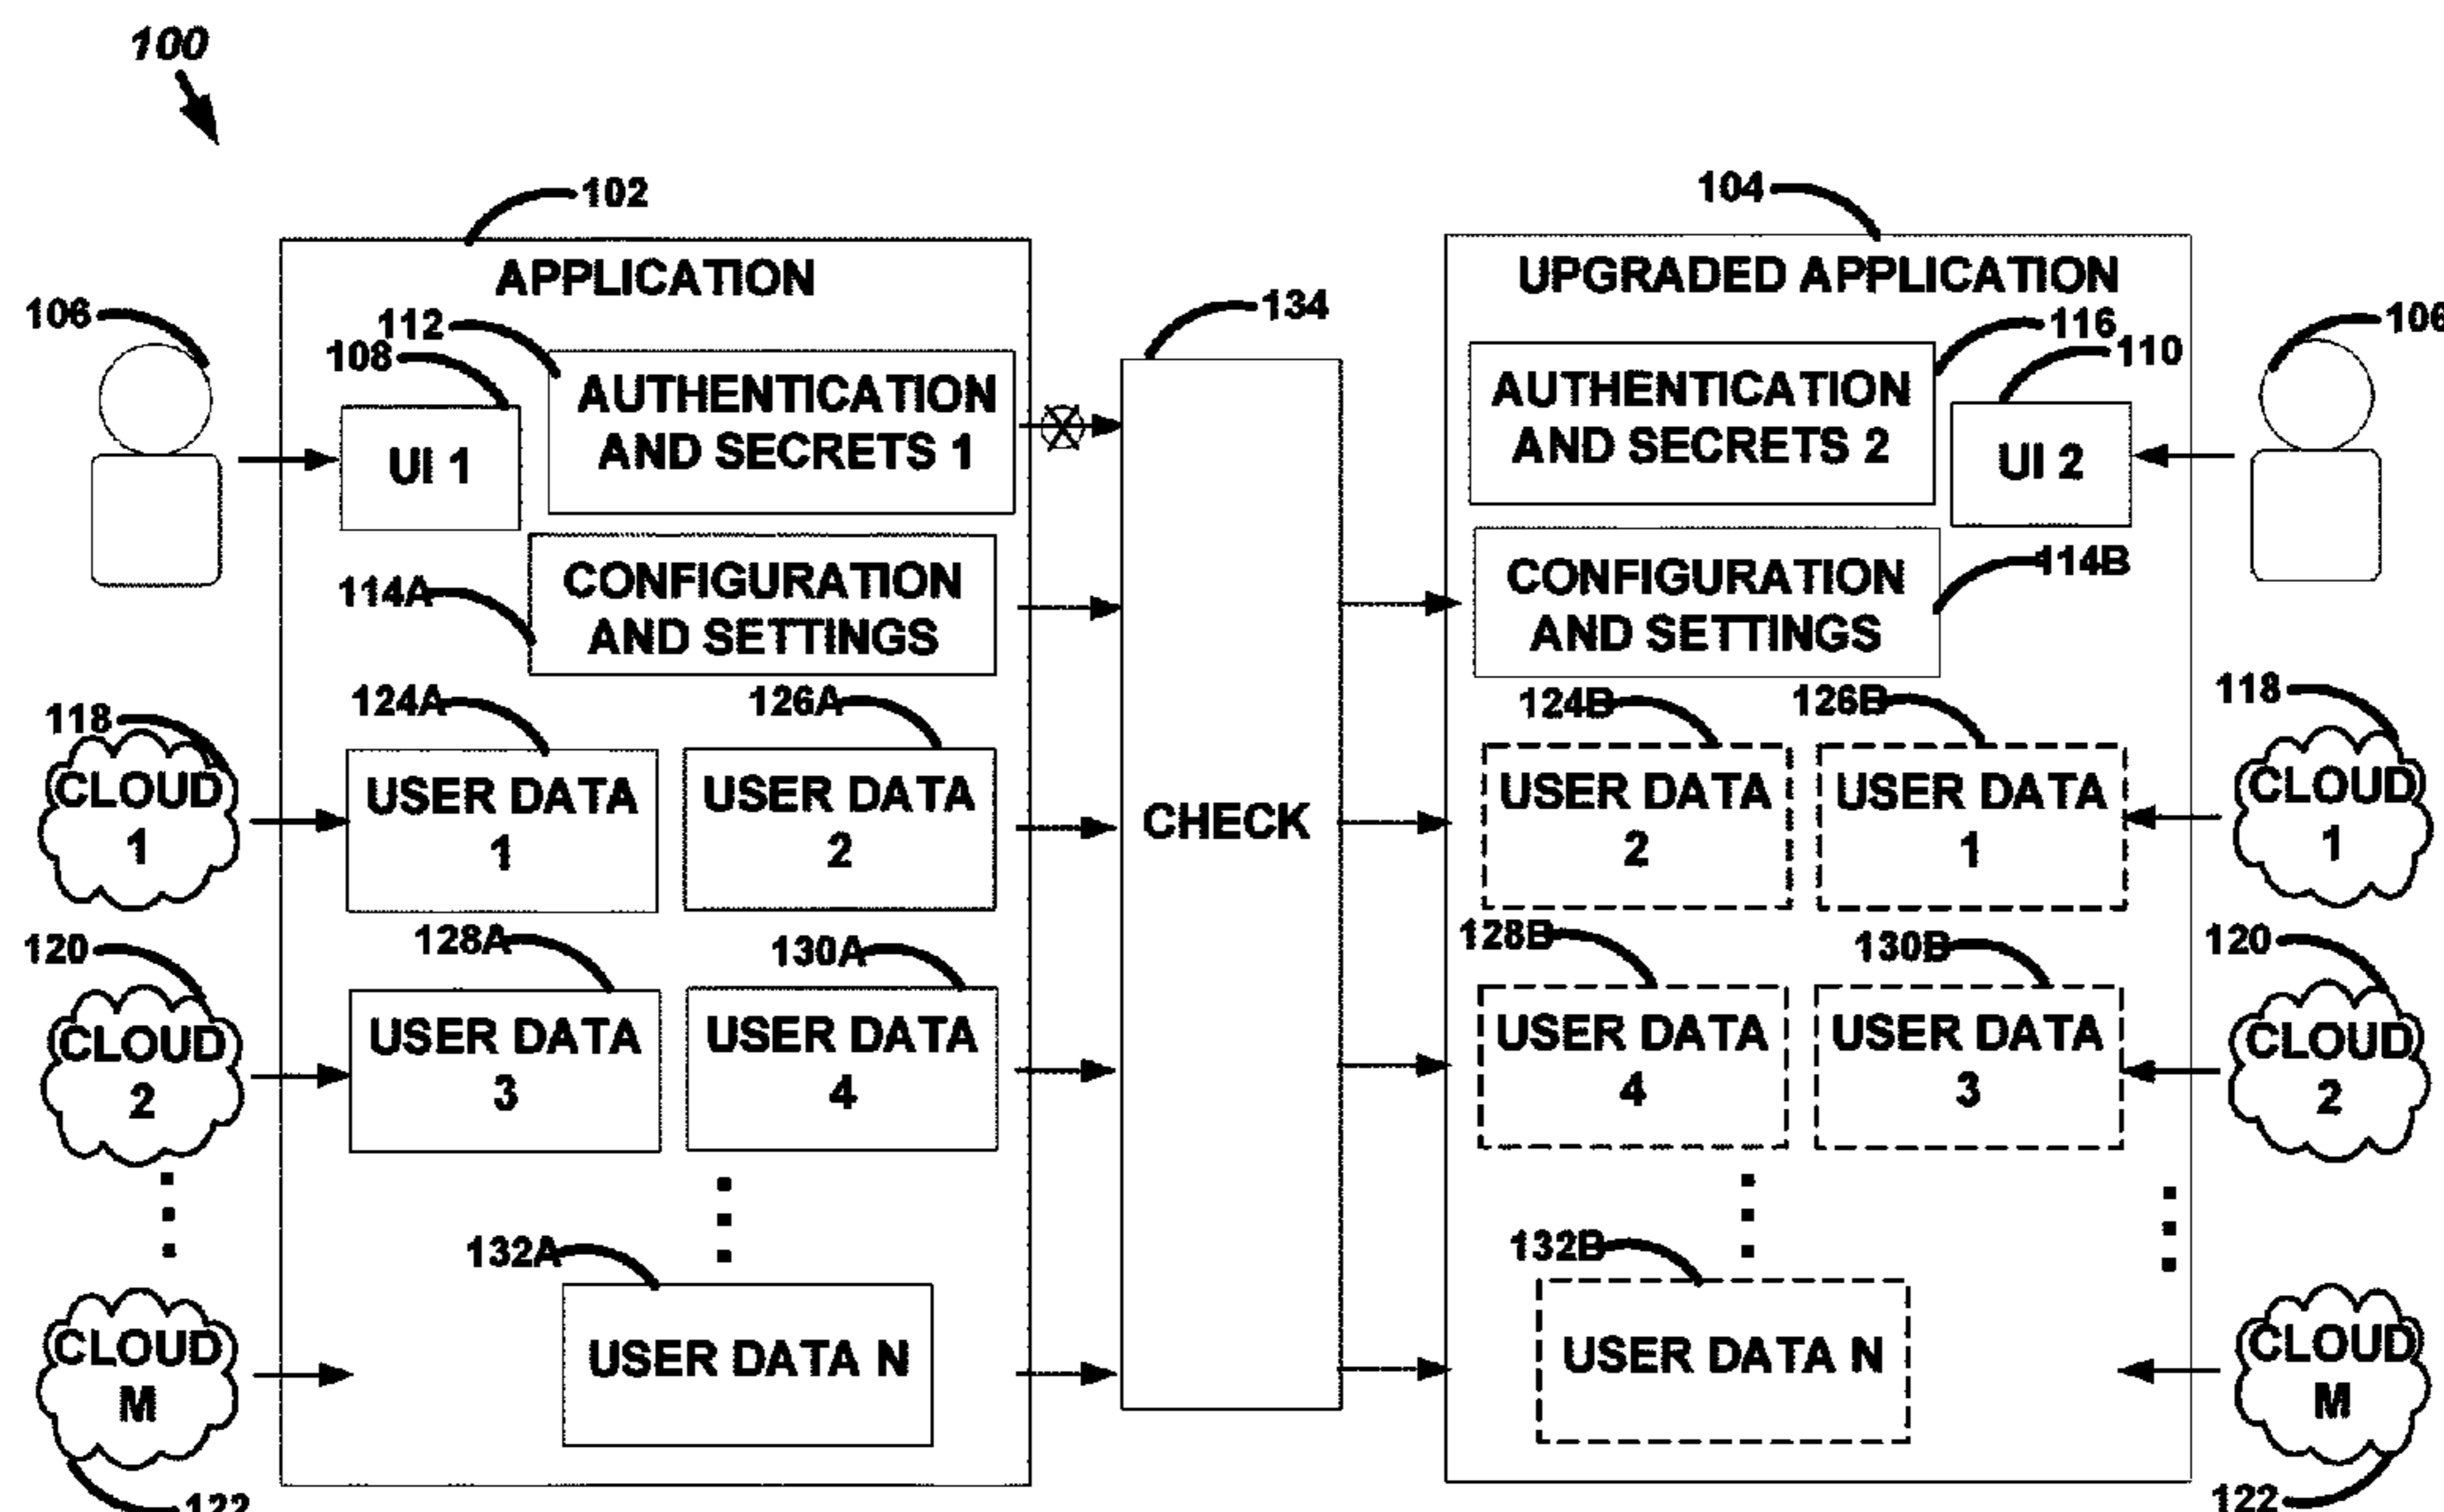 100
102
104
APPLICATION
UPGRADED APPLICATION
106
112
108
134
116
110
106
AUTHENTICATION
AND SECRETS 1
UI 1
AUTHENTICATION
AND SECRETS 2
UI 2
114A
CONFIGURATION
AND SETTINGS
CONFIGURATION
AND SETTINGS
114B
118
124A
126A
124B
126B
118
CLOUD
1
USER DATA
1
USER DATA
2
CHECK
USER DATA
2
USER DATA
1
CLOUD
1
120
128A
130A
128B
130B
120
CLOUD
2
USER DATA
3
USER DATA
4
USER DATA
4
USER DATA
3
CLOUD
2
132A
132B
CLOUD
M
USER DATA N
USER DATA N
CLOUD
M
122
122